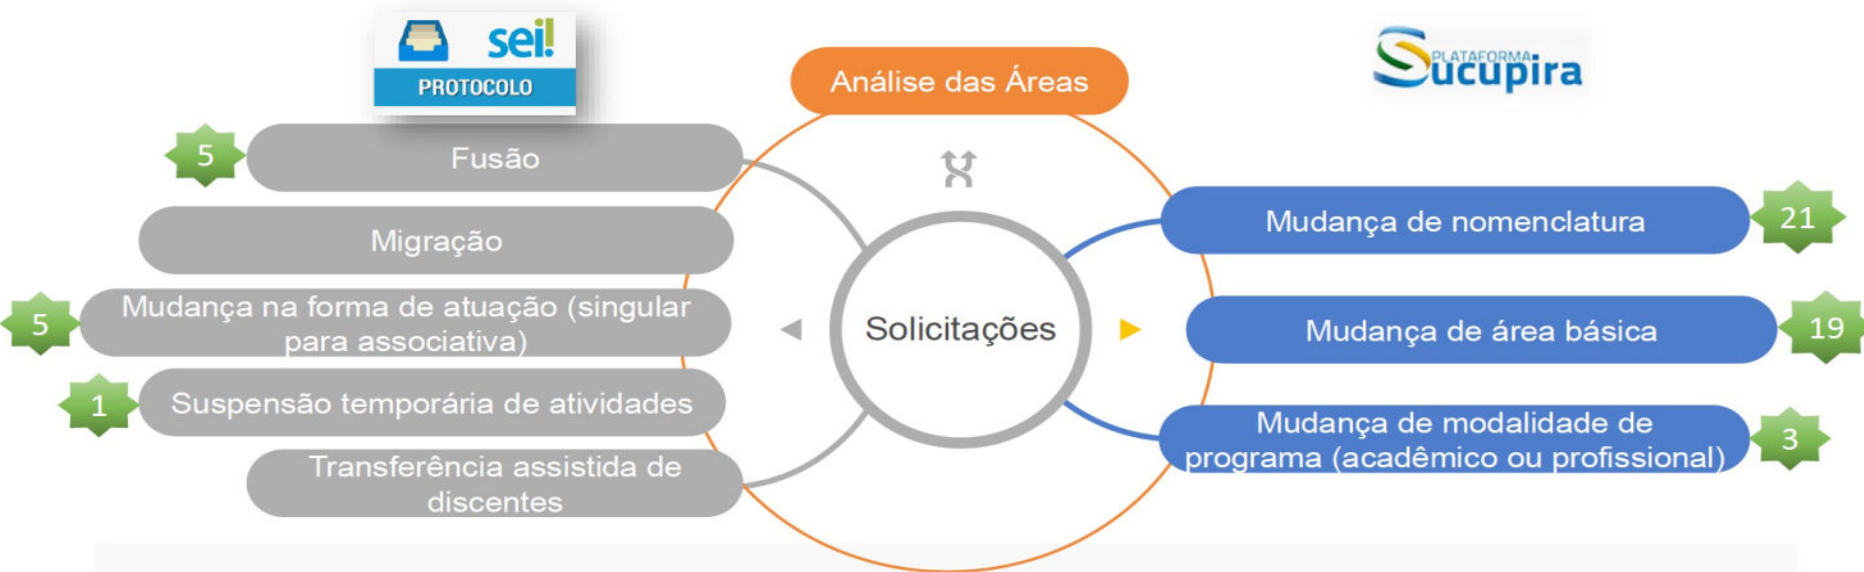 sei!
PROTOCOLO
Análise das Áreas
PLATAFORMA
Sucupira
5
Fusão
Migração
5
Mudança na forma de atuação (singular
para associativa)
1
Suspensão temporária de atividades
Transferência assistida de
discentes
Solicitações
Mudança de nomenclatura
21
Mudança de área básica
19
Mudança de modalidade de
programa (acadêmico ou profissional)
3